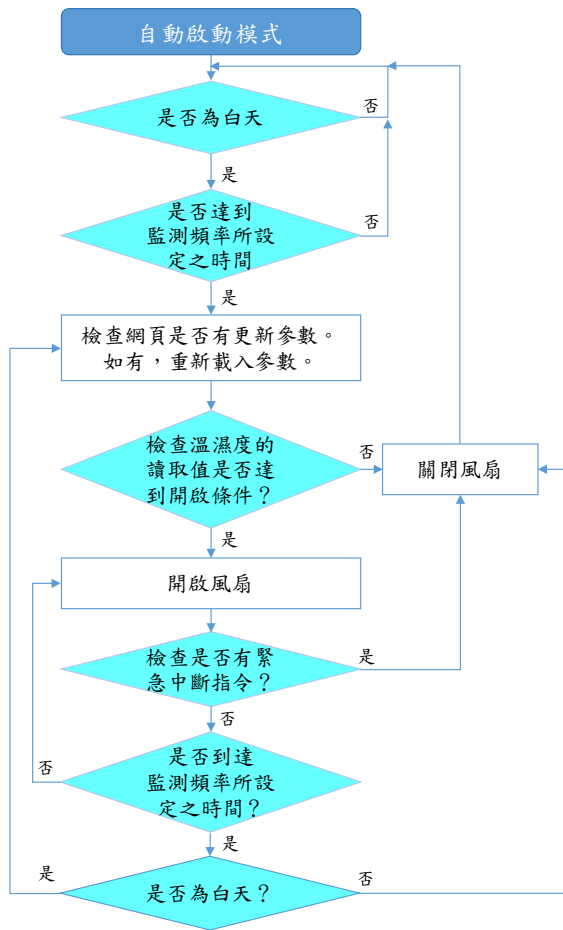 自動啟動模式
是否為白天
否
是
是否達到
監測頻率所設
定之時間
否
是
檢查網頁是否有更新參數。
如有，重新載入參數。
檢查溫濕度的
讀取值是否達
到開啟條件？
否
關閉風扇
是
開啟風扇
檢查是否有緊
急中斷指令？
是
否
是否到達
監測頻率所設
定之時間？
否
是
是否為白天？
是
否